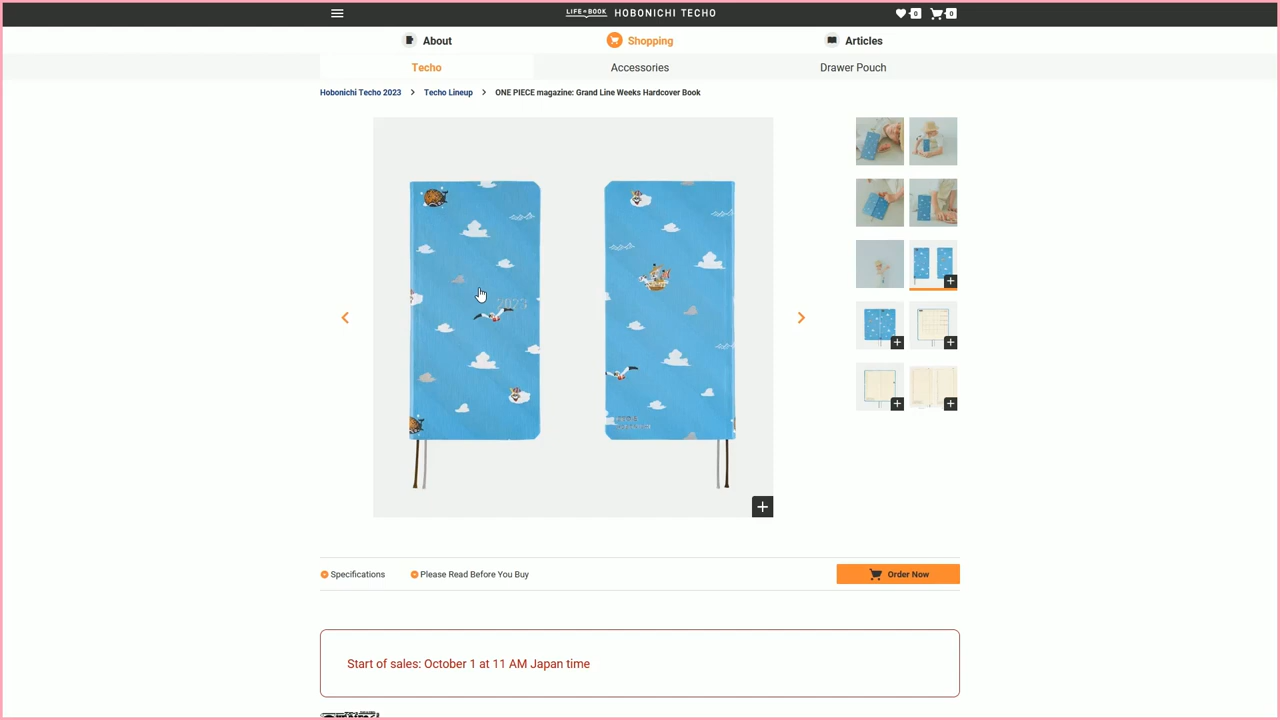 LIFE BOOK HOBONICHI TECHO
0
0
About
Shopping
Articles
Techo
Accessories
Drawer Pouch
Hobonichi Techo 2023 > Techo Lineup > ONE PIECE magazine: Grand Line Weeks Hardcover Book
2023
Specifications
Please Read Before You Buy
Order Now
Start of sales: October 1 at 11 AM Japan time